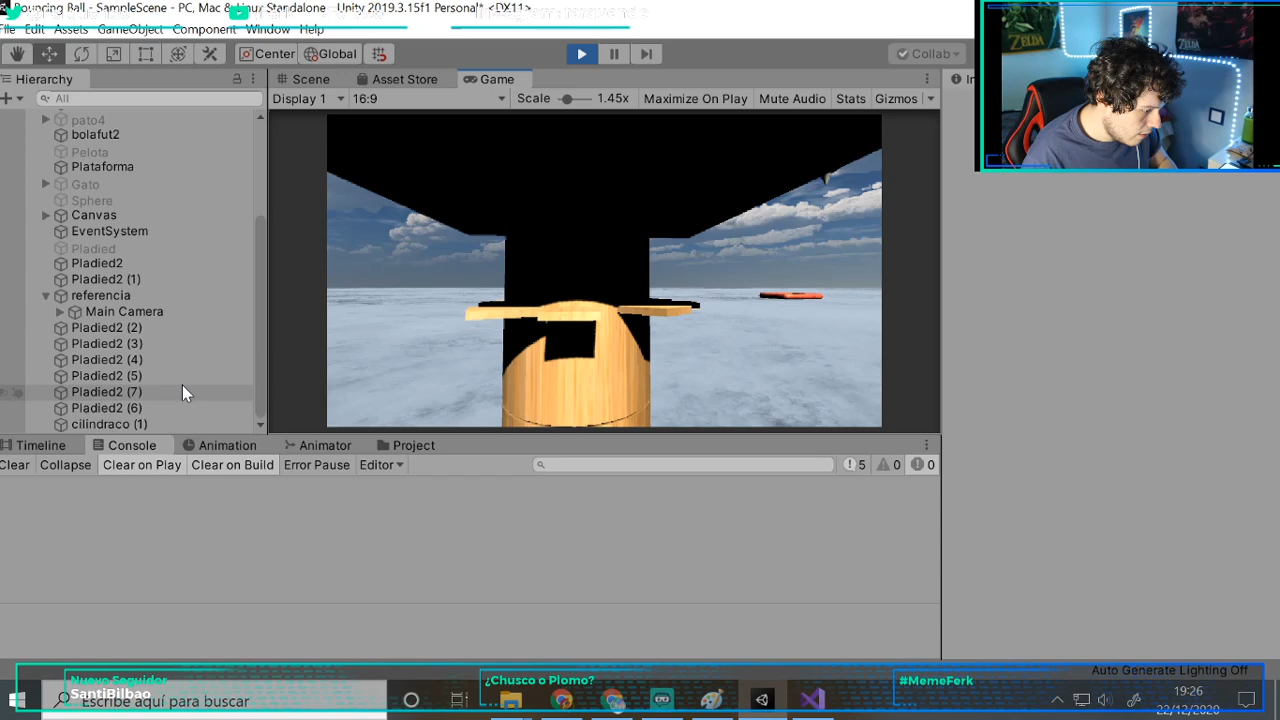 Bouncing Ball - SampleScene - PC, Mac & Linux Standalone - Unity 2019.3.15f1 Personal* <DX11>
File Edit Assets GameObject Component Window Help
Center Global Collab
Hierarchy Scene Asset Store Game
All Display 1 16:9 Scale 1.45x Maximize On Play Mute Audio Stats Gizmos
pato4
bolafut2
Pelota
Plataforma
Gato
Sphere
Canvas
EventSystem
Pladied
Pladied2
Pladied2 (1)
referencia
Main Camera
Pladied2 (2)
Pladied2 (3)
Pladied2 (4)
Pladied2 (5)
Pladied2 (7)
Pladied2 (6)
cilindraco (1)
ZELDA
ZELDA
Timeline Console Animation Animator Project
Clear Collapse Clear on Play Clear on Build Error Pause Editor 5 0 0
Auto Generate Lighting Off
Nuevo Seguidor
SantiBilbao
¿Chusco o Plomo?
#MemeFork
Escribe aquí para buscar
19:26
22/12/2020